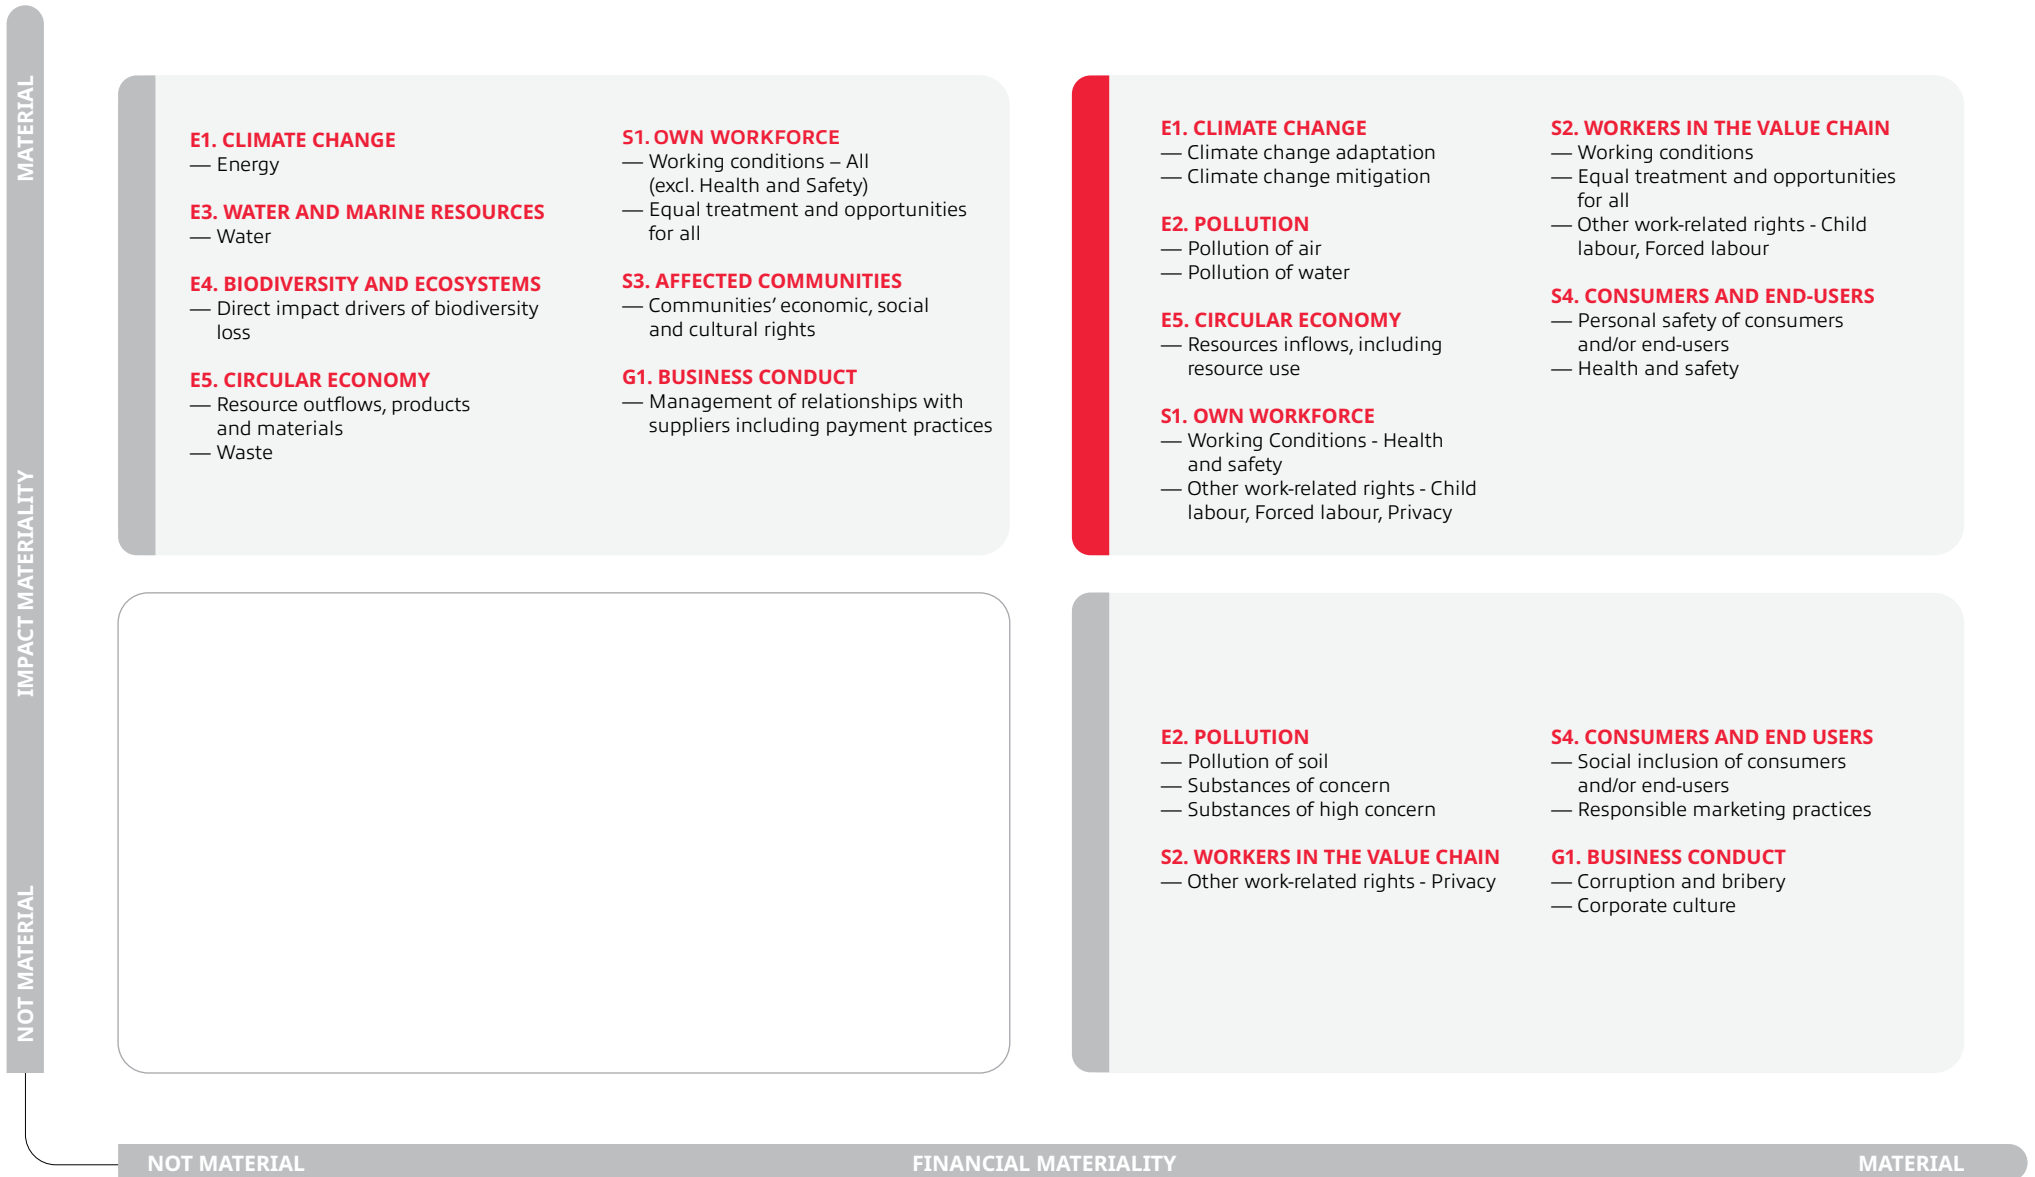 MATERIAL
IMPACT MATERIALITY
NOT MATERIAL
E1. CLIMATE CHANGE
— Energy
E3. WATER AND MARINE RESOURCES
— Water
E4. BIODIVERSITY AND ECOSYSTEMS
— Direct impact drivers of biodiversity
loss
E5. CIRCULAR ECONOMY
— Resource outflows, products
and materials
— Waste
S1. OWN WORKFORCE
— Working conditions – All
(excl. Health and Safety)
— Equal treatment and opportunities
for all
S3. AFFECTED COMMUNITIES
— Communities’ economic, social
and cultural rights
G1. BUSINESS CONDUCT
— Management of relationships with
suppliers including payment practices
E1. CLIMATE CHANGE
— Climate change adaptation
— Climate change mitigation
E2. POLLUTION
— Pollution of air
— Pollution of water
E5. CIRCULAR ECONOMY
— Resources inflows, including
resource use
S1. OWN WORKFORCE
— Working Conditions - Health
and safety
— Other work-related rights - Child
labour, Forced labour, Privacy
S2. WORKERS IN THE VALUE CHAIN
— Working conditions
— Equal treatment and opportunities
for all
— Other work-related rights - Child
labour, Forced labour
S4. CONSUMERS AND END-USERS
— Personal safety of consumers
and/or end-users
— Health and safety
E2. POLLUTION
— Pollution of soil
— Substances of concern
— Substances of high concern
S2. WORKERS IN THE VALUE CHAIN
— Other work-related rights - Privacy
S4. CONSUMERS AND END USERS
— Social inclusion of consumers
and/or end-users
— Responsible marketing practices
G1. BUSINESS CONDUCT
— Corruption and bribery
— Corporate culture
NOT MATERIAL
FINANCIAL MATERIALITY
MATERIAL